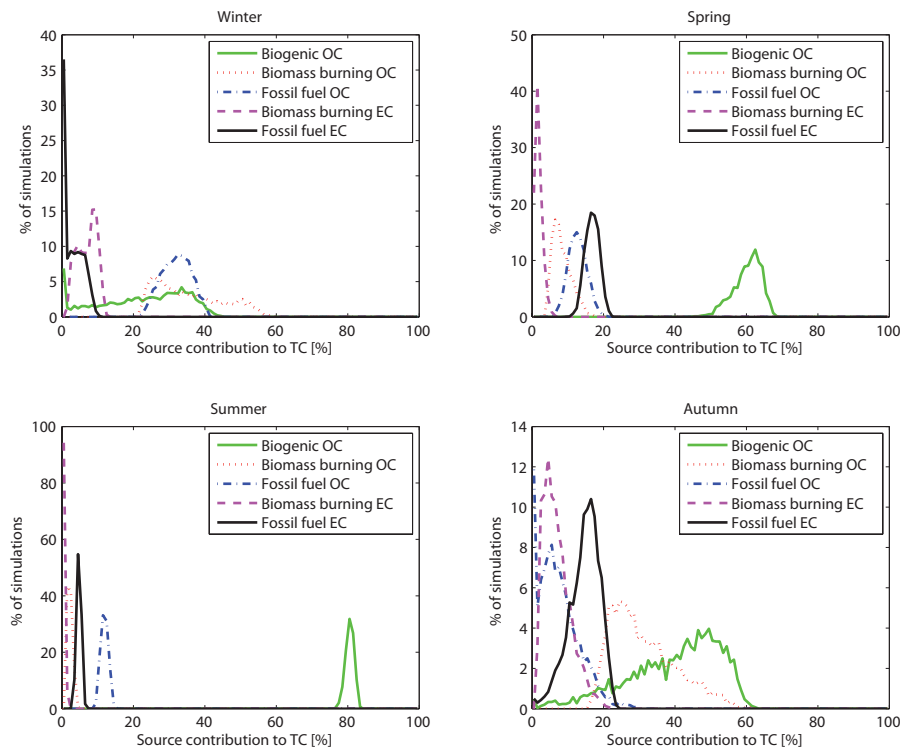 Winter
40
35
30
25
20
15
10
5
0
% of simulations
Biogenic OC
Biomass burning OC
Fossil fuel OC
Biomass burning EC
Fossil fuel EC
0 20 40 60 80 100
Source contribution to TC [%]
Spring
50
40
30
20
10
0
% of simulations
Biogenic OC
Biomass burning OC
Fossil fuel OC
Biomass burning EC
Fossil fuel EC
0 20 40 60 80 100
Source contribution to TC [%]
Summer
100
80
60
40
20
0
% of simulations
Biogenic OC
Biomass burning OC
Fossil fuel OC
Biomass burning EC
Fossil fuel EC
0 20 40 60 80 100
Source contribution to TC [%]
Autumn
14
12
10
8
6
4
2
0
% of simulations
Biogenic OC
Biomass burning OC
Fossil fuel OC
Biomass burning EC
Fossil fuel EC
0 20 40 60 80 100
Source contribution to TC [%]